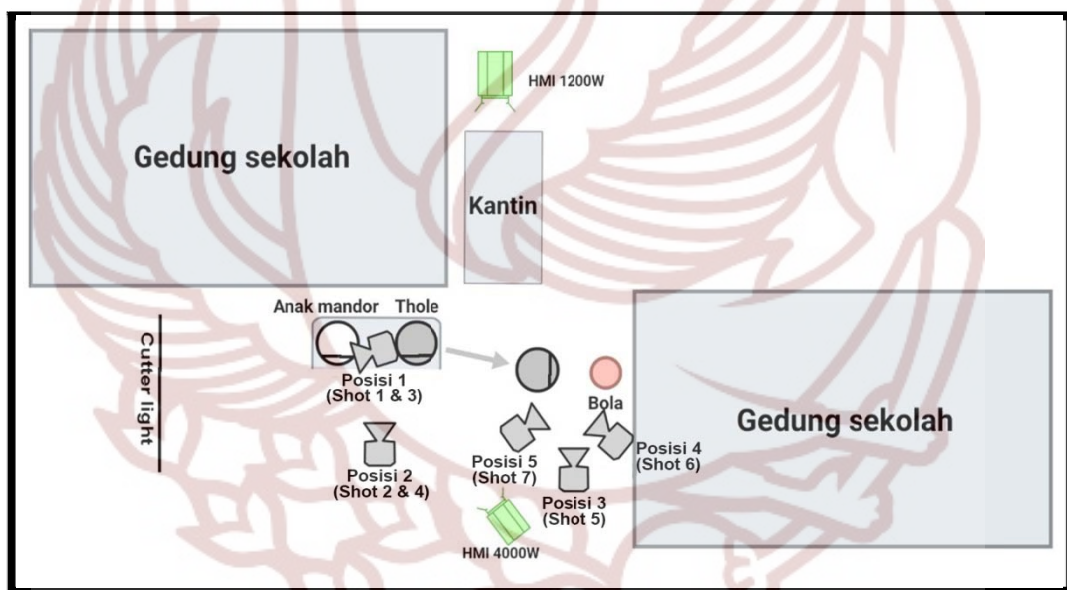 HMI 1200W
Gedung sekolah
Kantin
Anak mandor Thole
Cutter light
Posisi 1
(Shot 1 & 3)
Bola
Gedung sekolah
Posisi 2
(Shot 2 & 4)
Posisi 5
(Shot 7)
Posisi 4
(Shot 6)
Posisi 3
(Shot 5)
HMI 4000W